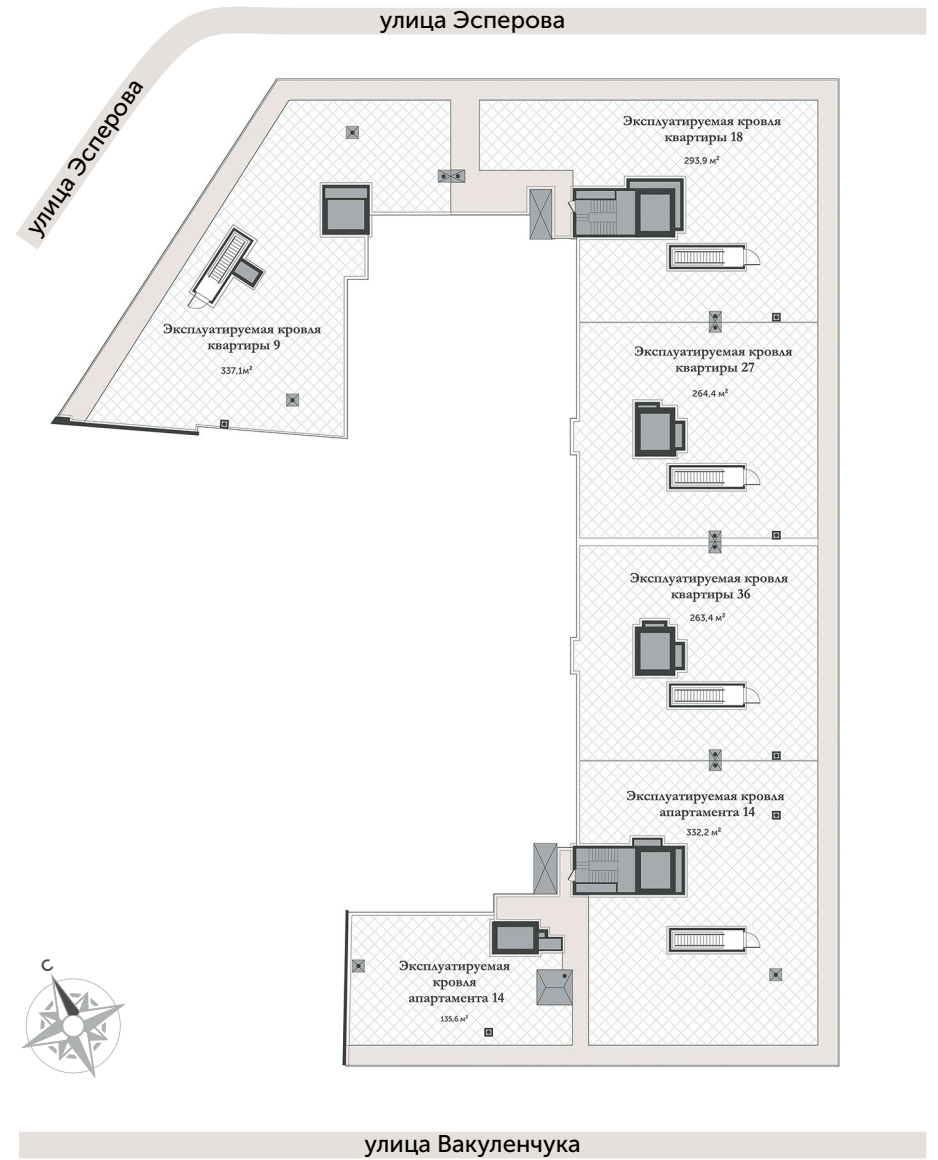 улица Эсперова
улица Эсперова
Эксплуатируемая кровля
квартиры 18
293,9 м²
Эксплуатируемая кровля
квартиры 9
337,1м²
Эксплуатируемая кровля
квартиры 27
264,4 м²
Эксплуатируемая кровля
квартиры 36
263,4 м²
Эксплуатируемая кровля
апартамента 14
332,2 м²
Эксплуатируемая
кровля
апартамента 14
135,6 м²
С
улица Вакуленчука